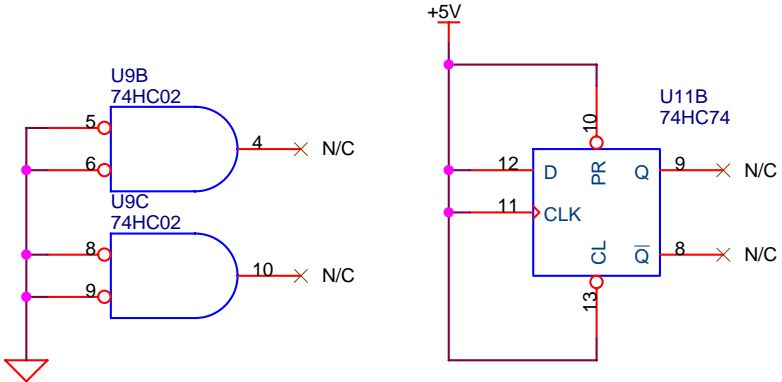 +5V
U9B
74HC02
5
6
4
N/C
U9C
74HC02
8
9
10
N/C
U11B
74HC74
10
12
D
PR
Q
9
N/C
11
CLK
CL
Q
8
N/C
13